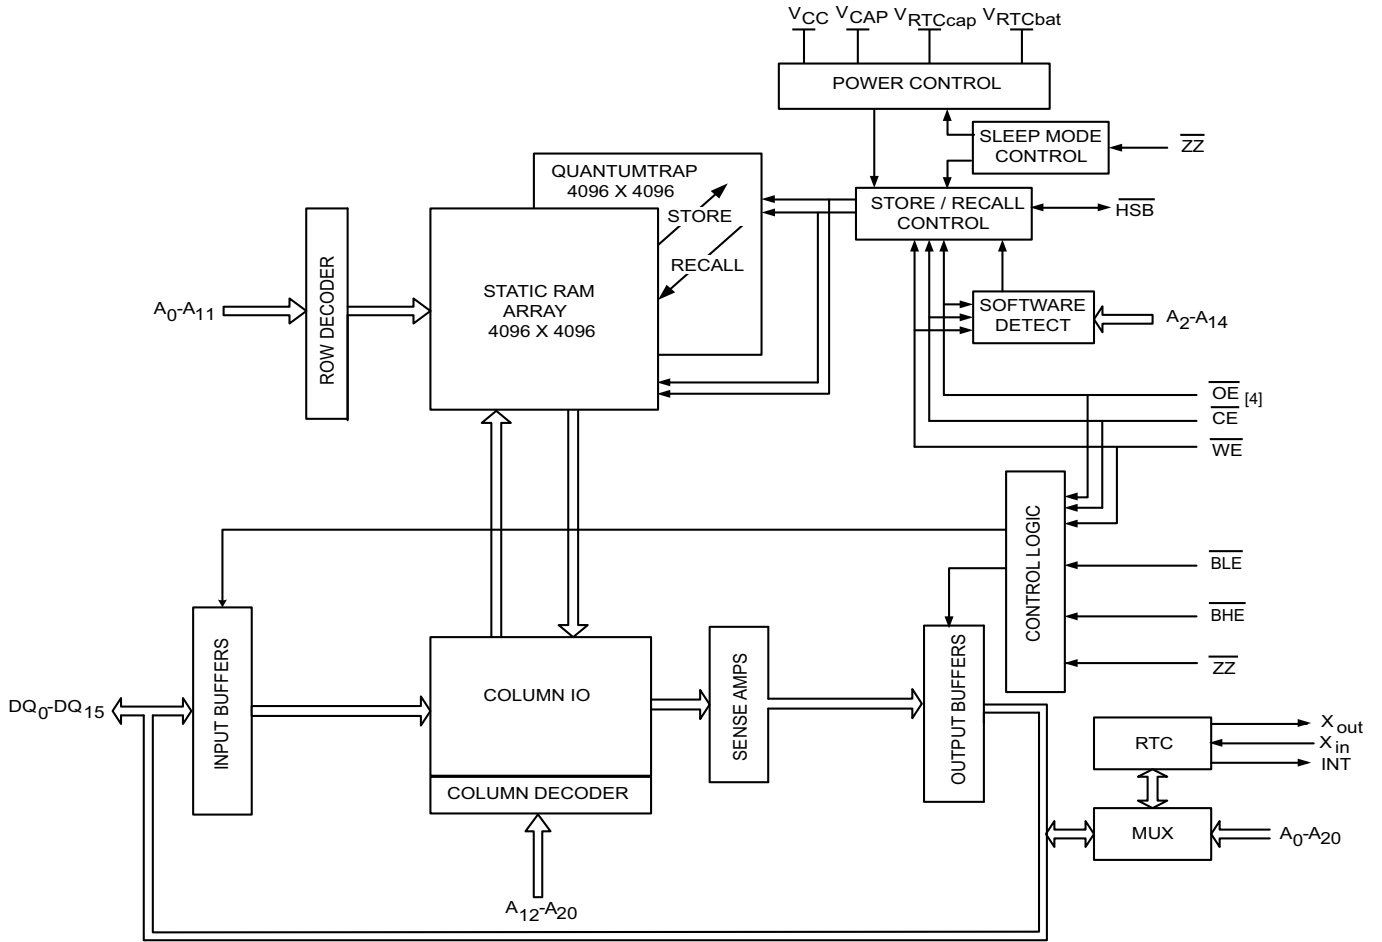 VCC VCAP VRTCcap VRTCbat
POWER CONTROL
SLEEP MODE
CONTROL
ZZ
QUANTUMTRAP
4096 X 4096
STORE
RECALL
STORE / RECALL
CONTROL
HSB
ROW DECODER
A0-A11
STATIC RAM
ARRAY
4096 X 4096
SOFTWARE
DETECT
A2-A14
OE [4]
CE
WE
CONTROL LOGIC
BLE
BHE
ZZ
DQ0-DQ15
INPUT BUFFERS
COLUMN IO
COLUMN DECODER
SENSE AMPS
OUTPUT BUFFERS
RTC
Xout
Xin
INT
MUX
A0-A20
A12-A20